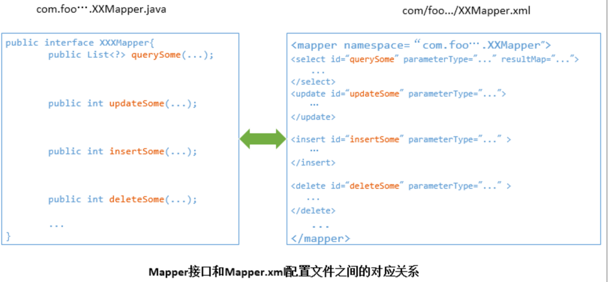 com.foo….XXMapper.java
public interface XXXMapper{
public List<?> querySome(...);
public int updateSome(...);
public int insertSome(...);
public int deleteSome(...);
...
}
com/foo.../XXMapper.xml
<mapper namespace=“com.foo….XXMapper">
<select id="querySome" parameterType="..." resultMap="...">
...
</select>
<update id="updateSome" parameterType="...">
…
</update>
<insert id="insertSome" parameterType="..." >
…
</insert>
<delete id="deleteSome" parameterType="..." >
...
</delete>
...
</mapper>
Mapper接口和Mapper.xml配置文件之间的对应关系